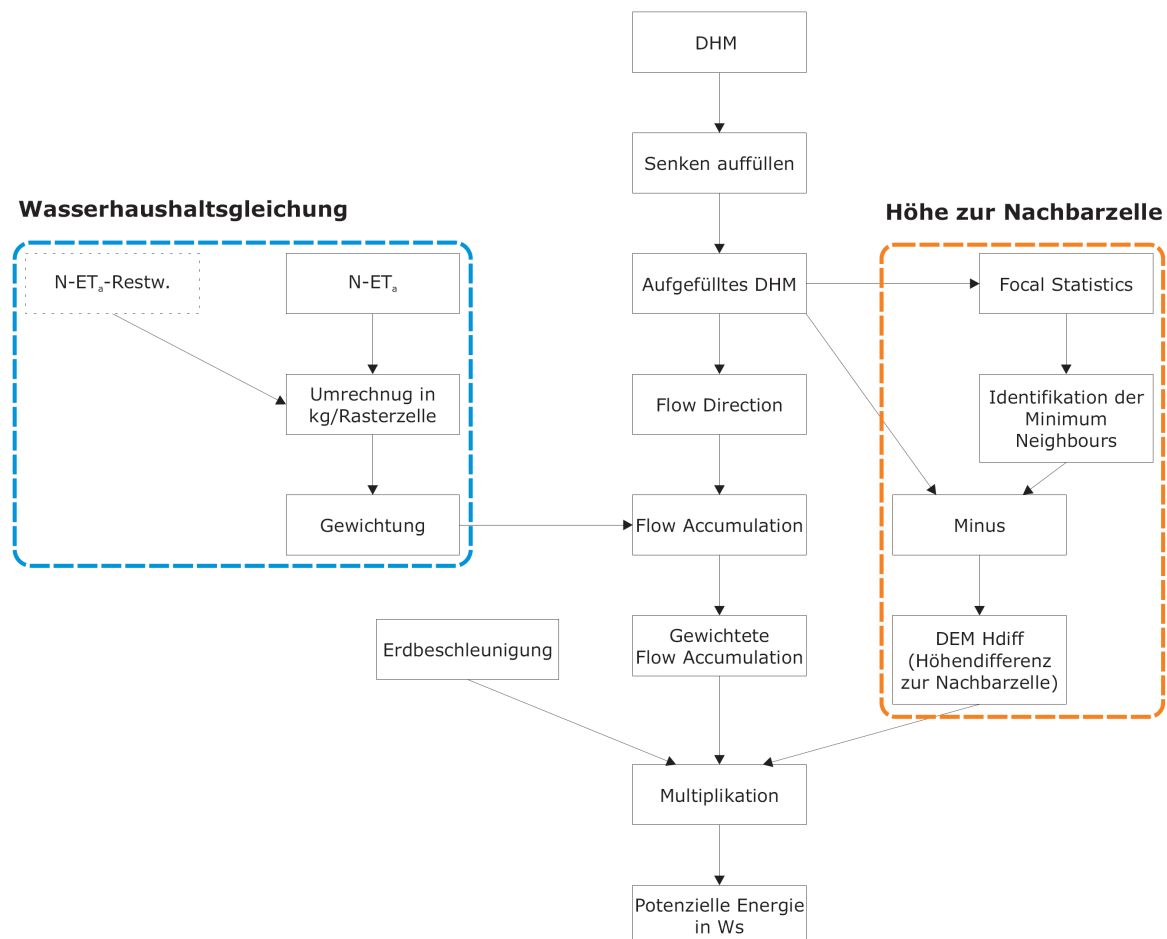 DHM
Senken auffüllen
Wasserhaushaltsgleichung
Höhe zur Nachbarzelle
N-ETa-Restw.
N-ETa
Aufgefülltes DHM
Focal Statistics
Umrechnug in
kg/Rasterzelle
Flow Direction
Identifikation der
Minimum
Neighbours
Gewichtung
Flow Accumulation
Minus
Erdbeschleunigung
Gewichtete
Flow Accumulation
DEM Hdiff
(Höhendifferenz
zur Nachbarzelle)
Multiplikation
Potenzielle Energie
in Ws